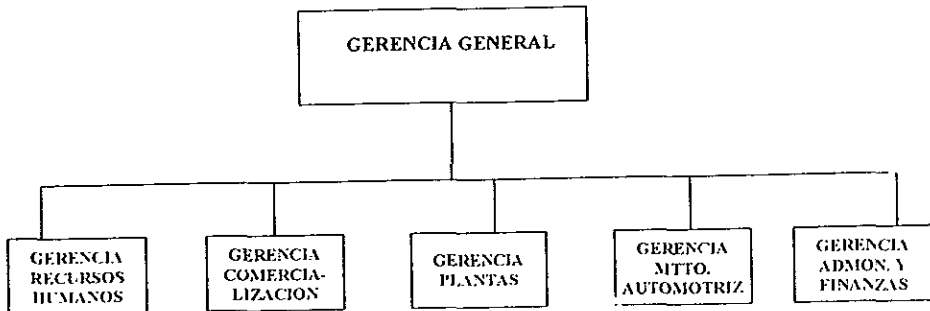 GERENCIA GENERAL
GERENCIA
RECURSOS
HUMANOS
GERENCIA
COMERCIA-
LIZACION
GERENCIA
PLANTAS
GERENCIA
MTTO.
AUTOMOTRIZ
GERENCIA
ADMON. Y
FINANZAS